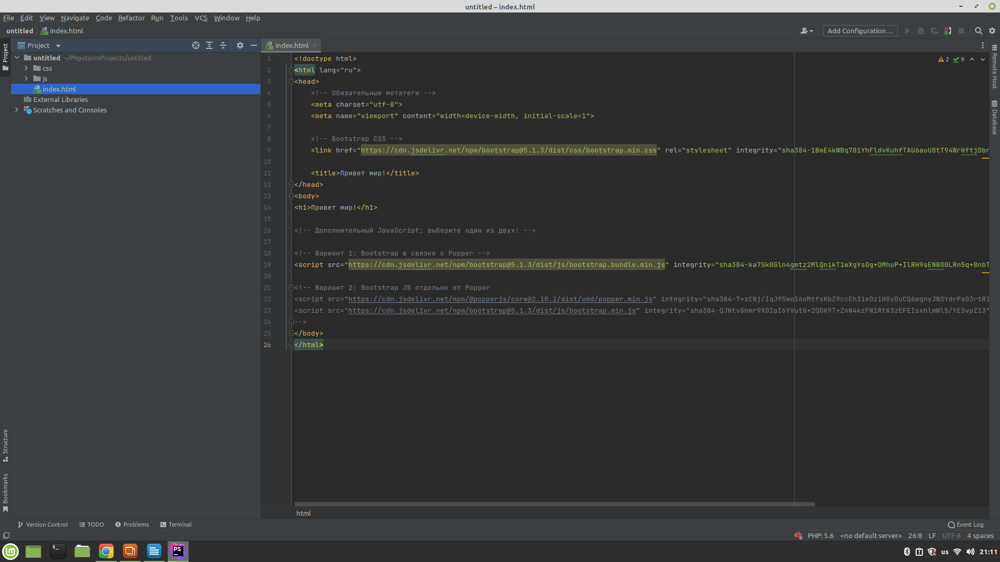 untitled – index.html
File Edit View Navigate Code Refactor Run Tools VCS Window Help
untitled index.html Add Configuration...
Project
index.html
untitled ~/PhpstormProjects/untitled
css
js
index.html
External Libraries
Scratches and Consoles
Project
Structure
Bookmarks
2 9
1 <!doctype html>
2 <html lang="ru">
3 <head>
4 <!-- Обязательные метатеги -->
5 <meta charset="utf-8">
6 <meta name="viewport" content="width=device-width, initial-scale=1">
7
8 <!-- Bootstrap CSS -->
9 <link href="https://cdn.jsdelivr.net/npm/bootstrap@5.1.3/dist/css/bootstrap.min.css" rel="stylesheet" integrity="sha384-1BmE4kWBq78iYhFldvKuhfTAU6auU8tT94WrHftjDbr
10
11 <title>Привет мир!</title>
12 </head>
13 <body>
14 <h1>Привет мир!</h1>
15
16 <!-- Дополнительный JavaScript; выберите один из двух! -->
17
18 <!-- Вариант 1: Bootstrap в связке с Popper -->
19 <script src="https://cdn.jsdelivr.net/npm/bootstrap@5.1.3/dist/js/bootstrap.bundle.min.js" integrity="sha384-ka7Sk0Gln4gmtz2MlQnikT1wXgYsOg+OMhuP+IlRH9sENBO0LRn5q+8nbT
20
21 <!-- Вариант 2: Bootstrap JS отдельно от Popper
22 <script src="https://cdn.jsdelivr.net/npm/@popperjs/core@2.10.2/dist/umd/popper.min.js" integrity="sha384-7+zCNj/IqJ95wo16oMtfsKbZ9ccEh31eOz1HGyDuCQ6wgnyJNSYdrPa03rtR1
23 <script src="https://cdn.jsdelivr.net/npm/bootstrap@5.1.3/dist/js/bootstrap.min.js" integrity="sha384-QJHtvGhmr9XOIpI6YVutG+2QOK9T+ZnN4kzFN1RtK3zEFEIsxhlmWl5/YESvpZ13"
24 -->
25 </body>
26 </html>
Remote Host
Database
html
Version Control TODO Problems Terminal Event Log
PHP: 5.6 <no default server> 26:8 LF UTF-8 4 spaces
PS
us 21:11